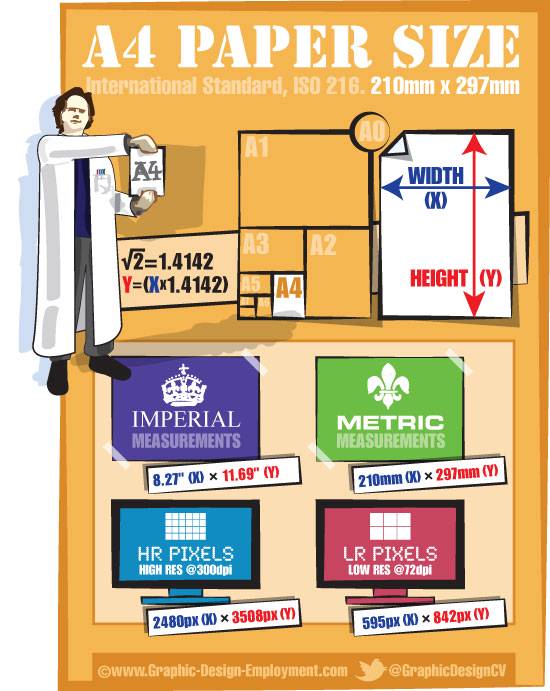 A4 PAPER SIZE
International Standard, ISO 216. 210mm x 297mm
A4
A0
A1
A2
A3
A4
A5
WIDTH
(X)
HEIGHT (Y)
√2=1.4142
Y=(X×1.4142)
IMPERIAL
MEASUREMENTS
8.27" (X) × 11.69" (Y)
METRIC
MEASUREMENTS
210mm (X) × 297mm (Y)
HR PIXELS
HIGH RES @300dpi
2480px (X) × 3508px (Y)
LR PIXELS
LOW RES @72dpi
595px (X) × 842px (Y)
©www.Graphic-Design-Employment.com
@GraphicDesignCV